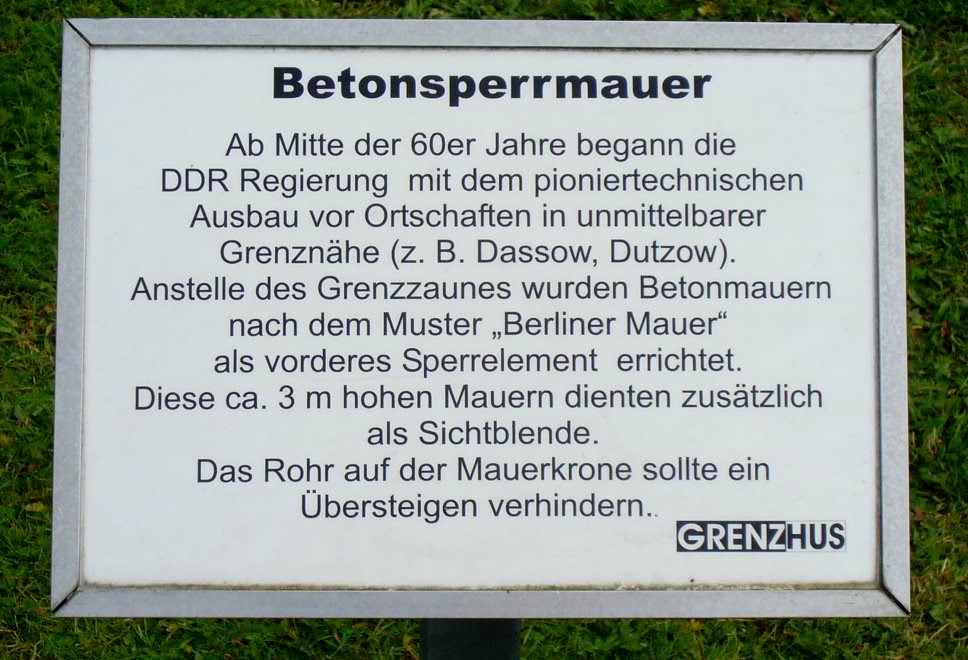 Betonsperrmauer
Ab Mitte der 60er Jahre begann die
DDR Regierung  mit dem pioniertechnischen
Ausbau vor Ortschaften in unmittelbarer
Grenznähe (z. B. Dassow, Dutzow).
Anstelle des Grenzzaunes wurden Betonmauern
nach dem Muster „Berliner Mauer“
als vorderes Sperrelement  errichtet.
Diese ca. 3 m hohen Mauern dienten zusätzlich
als Sichtblende.
Das Rohr auf der Mauerkrone sollte ein
Übersteigen verhindern.
GRENZHUS